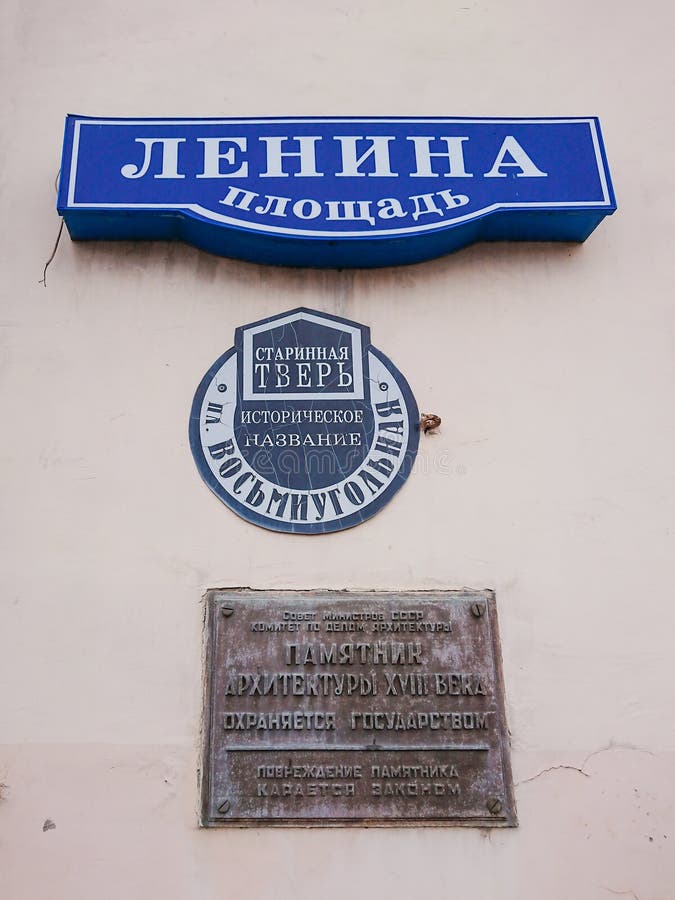 ЛЕНИНА
площадь
СТАРИННАЯ
ТВЕРЬ
ИСТОРИЧЕСКОЕ
НАЗВАНИЕ
ПЛ. ВОСЬМИУГОЛЬНАЯ
СОВЕТ МИНИСТРОВ СССР
КОМИТЕТ ПО ДЕЛАМ АРХИТЕКТУРЫ
ПАМЯТНИК
АРХИТЕКТУРЫ XVIII ВЕКА
ОХРАНЯЕТСЯ ГОСУДАРСТВОМ
ПОВРЕЖДЕНИЕ ПАМЯТНИКА
КАРАЕТСЯ ЗАКОНОМ
dreamstime